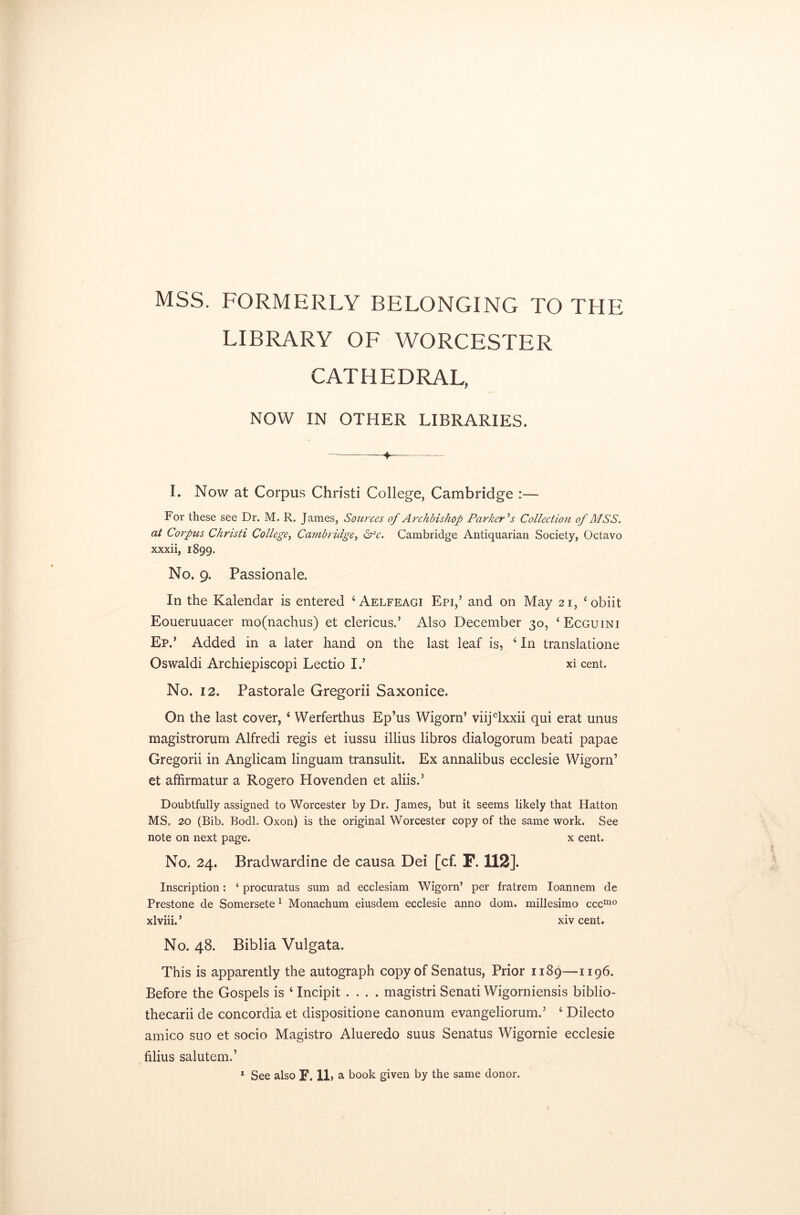 MSS. FORMERLY BELONGING TO THE
LIBRARY OF WORCESTER
CATHEDRAL,
NOW IN OTHER LIBRARIES.
I. Now at Corpus Christi College, Cambridge :—
For these see Dr. M. R. James, Sources of Archbishop Parker's Collection of MSS.
at Corpus Christi College, Cambridge, &c. Cambridge Antiquarian Society, Octavo
xxxii, 1899.
No. 9. Passionale.
In the Kalendar is entered ‘Aelfeagi Epi,’ and on May 21, ‘obiit
Eoueruuacer mo(nachus) et clericus.’ Also December 30, ‘Ecguini
Ep.’ Added in a later hand on the last leaf is, ‘In translatione
Oswaldi Archiepiscopi Lectio I.’ xi cent.
No. 12. Pastorale Gregorii Saxonice.
On the last cover, ‘Werferthus Ep’us Wigorn’ viijᶜlxxii qui erat unus
magistrorum Alfredi regis et iussu illius libros dialogorum beati papae
Gregorii in Anglicam linguam transulit. Ex annalibus ecclesie Wigorn’
et affirmatur a Rogero Hovenden et aliis.’
Doubtfully assigned to Worcester by Dr. James, but it seems likely that Hatton
MS. 20 (Bib. Bodl. Oxon) is the original Worcester copy of the same work. See
note on next page. x cent.
No. 24. Bradwardine de causa Dei [cf. F. 112].
Inscription : ‘procuratus sum ad ecclesiam Wigorn’ per fratrem Ioannem de
Prestone de Somersete¹ Monachum eiusdem ecclesie anno dom. millesimo cccᵐᵒ
xlviii.’ xiv cent.
No. 48. Biblia Vulgata.
This is apparently the autograph copy of Senatus, Prior 1189—1196.
Before the Gospels is ‘Incipit . . . . magistri Senati Wigorniensis biblio-
thecarii de concordia et dispositione canonum evangeliorum.’ ‘Dilecto
amico suo et socio Magistro Alueredo suus Senatus Wigornie ecclesie
filius salutem.’
¹ See also F. 11, a book given by the same donor.